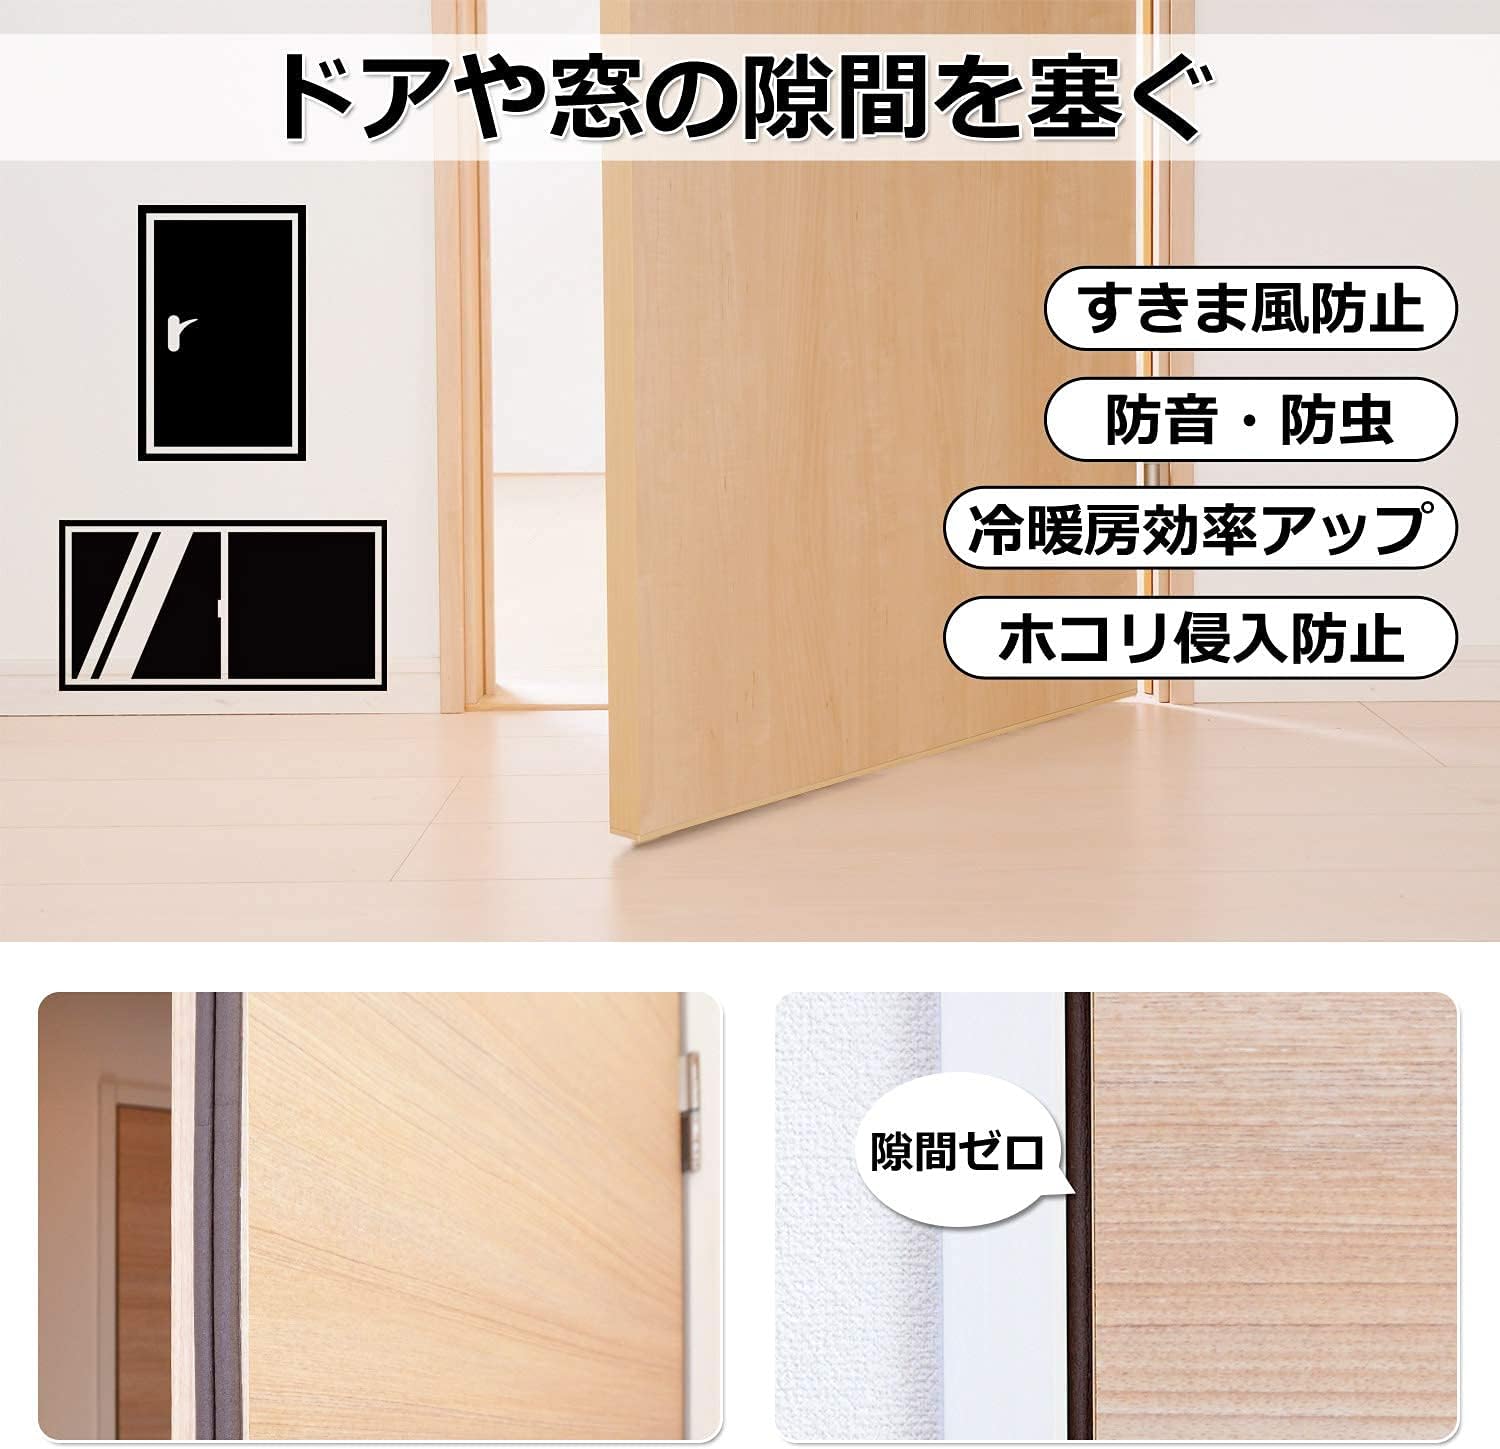 ドアや窓の隙間を塞ぐ
すきま風防止
防音・防虫
冷暖房効率アップ
ホコリ侵入防止
隙間ゼロ